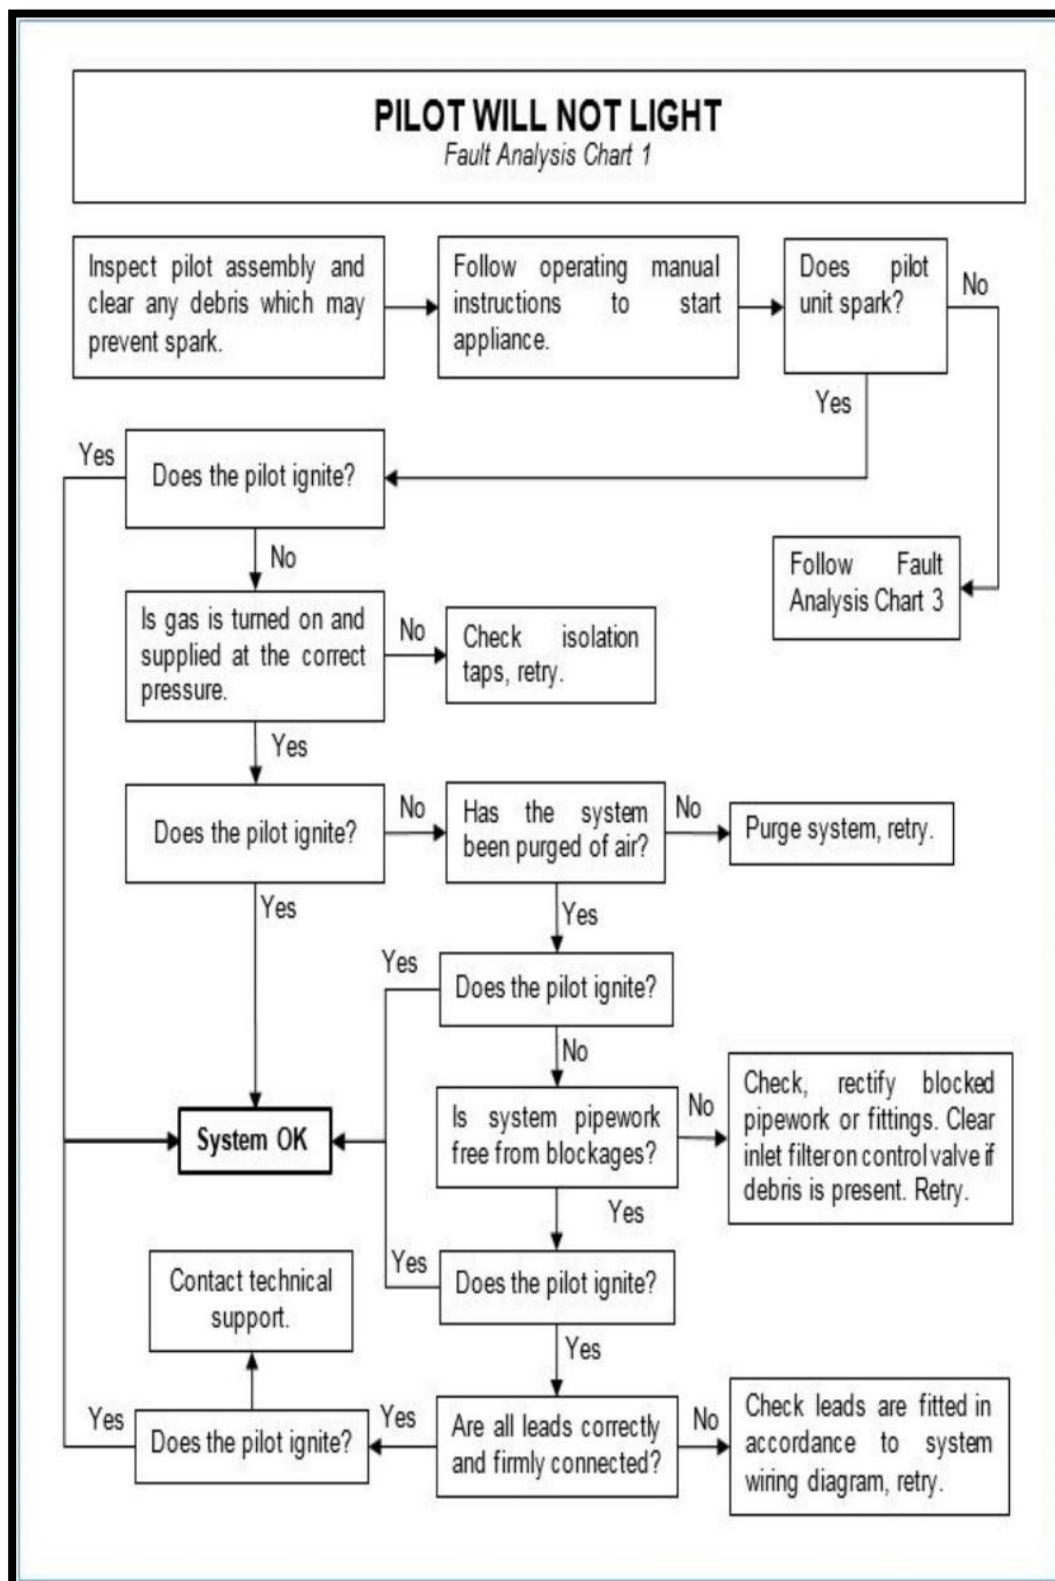 PILOT WILL NOT LIGHT
Fault Analysis Chart 1
Inspect pilot assembly and
clear any debris which may
prevent spark.
Follow operating manual
instructions to start
appliance.
Does pilot
unit spark?
No
Yes
Yes
Does the pilot ignite?
No
Follow Fault
Analysis Chart 3
Is gas is turned on and
supplied at the correct
pressure.
No
Check isolation
taps, retry.
Yes
Does the pilot ignite?
No
Has the system
been purged of air?
No
Purge system, retry.
Yes
Yes
Yes
Does the pilot ignite?
No
System OK
Is system pipework
free from blockages?
No
Check, rectify blocked
pipework or fittings. Clear
inlet filter on control valve if
debris is present. Retry.
Yes
Contact technical
support.
Yes
Does the pilot ignite?
Yes
Yes
Does the pilot ignite?
Yes
Are all leads correctly
and firmly connected?
No
Check leads are fitted in
accordance to system
wiring diagram, retry.